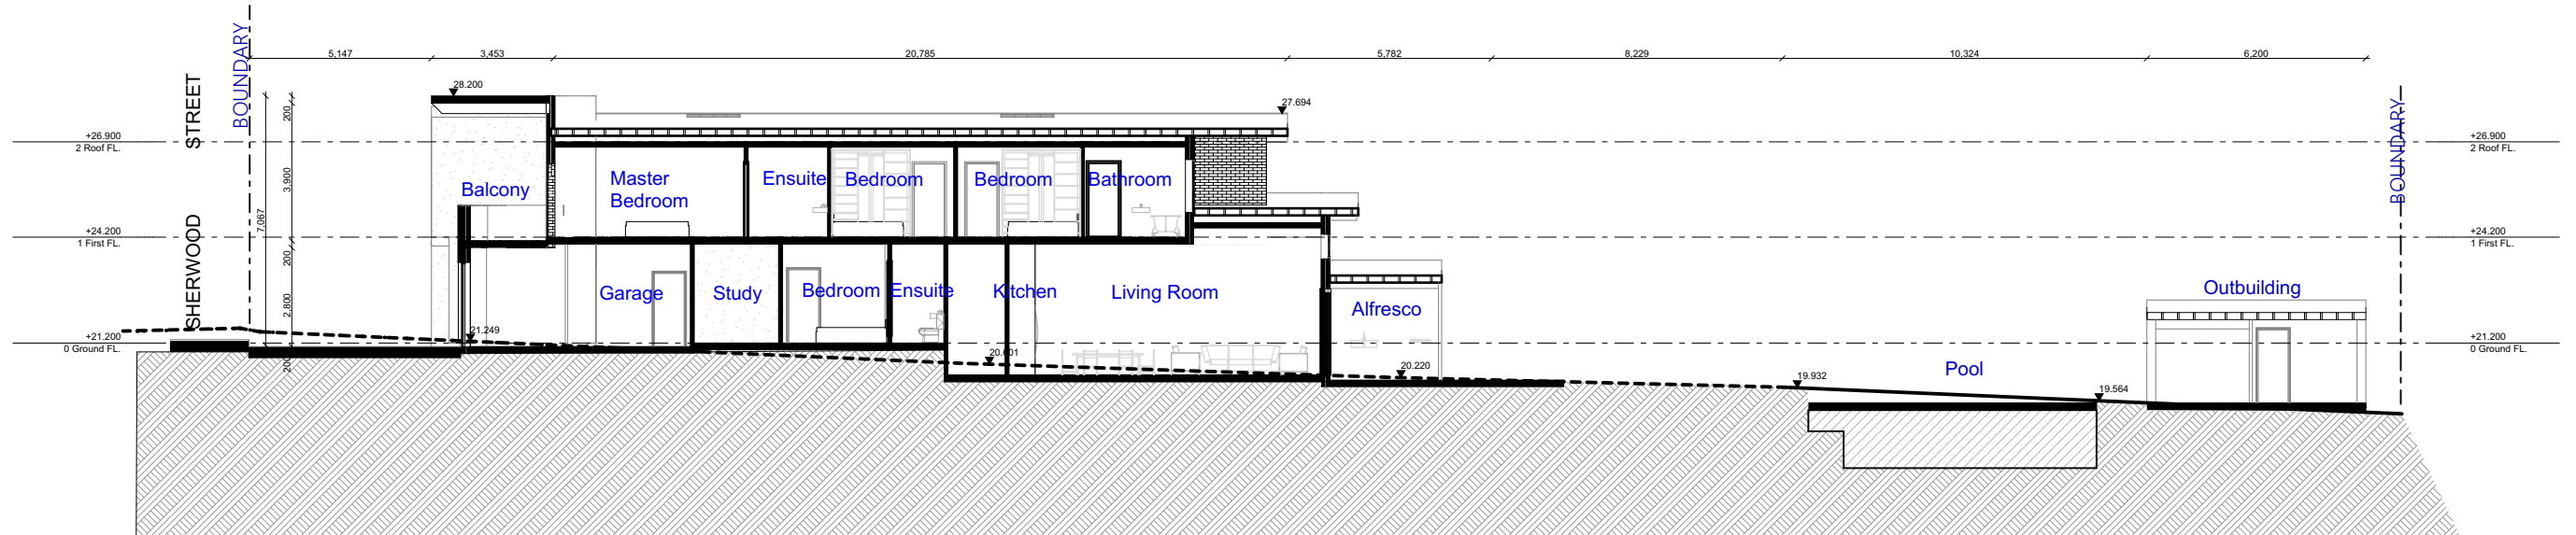 5,147 3,453 20,785 5,782 8,229 10,324 6,200
BOUNDARY
SHERWOOD STREET
28.200
27.694
+26.900
2 Roof FL.
+26.900
2 Roof FL.
BOUNDARY
200
3,900
7,067
200
2,800
200
Balcony
Master
Bedroom
Ensuite
Bedroom
Bedroom
Bathroom
+24.200
1 First FL.
+24.200
1 First FL.
Garage
Study
Bedroom
Ensuite
Kitchen
Living Room
Alfresco
Outbuilding
+21.200
0 Ground FL.
21.249
20.601
20.220
19.932
Pool
19.564
+21.200
0 Ground FL.